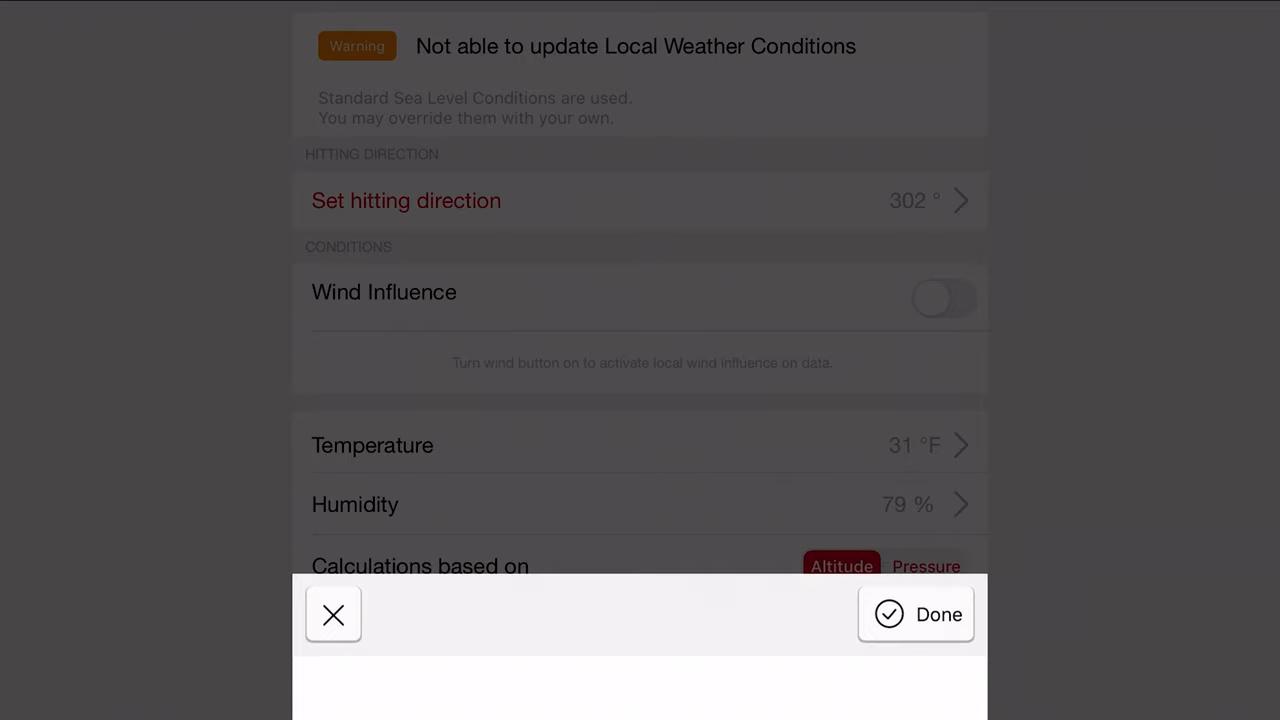 Warning Not able to update Local Weather Conditions
Standard Sea Level Conditions are used.
You may override them with your own.
HITTING DIRECTION
Set hitting direction 302 °
CONDITIONS
Wind Influence
Turn wind button on to activate local wind influence on data.
Temperature 31 °F
Humidity 79 %
Calculations based on Altitude Pressure
Done